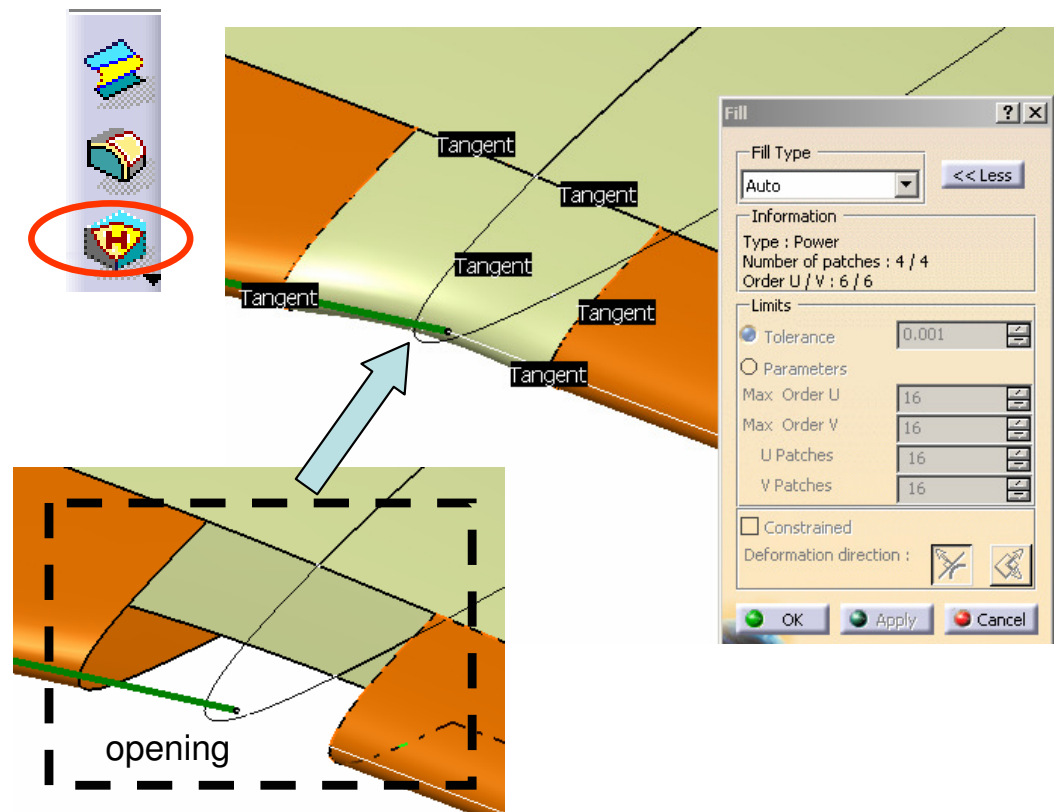 H
Tangent
Tangent
Tangent
Tangent
Tangent
Tangent
Fill
Fill Type
Auto
<< Less
Information
Type : Power
Number of patches : 4 / 4
Order U / V : 6 / 6
Limits
Tolerance 0.001
Parameters
Max Order U 16
Max Order V 16
U Patches 16
V Patches 16
Constrained
Deformation direction :
OK Apply Cancel
opening